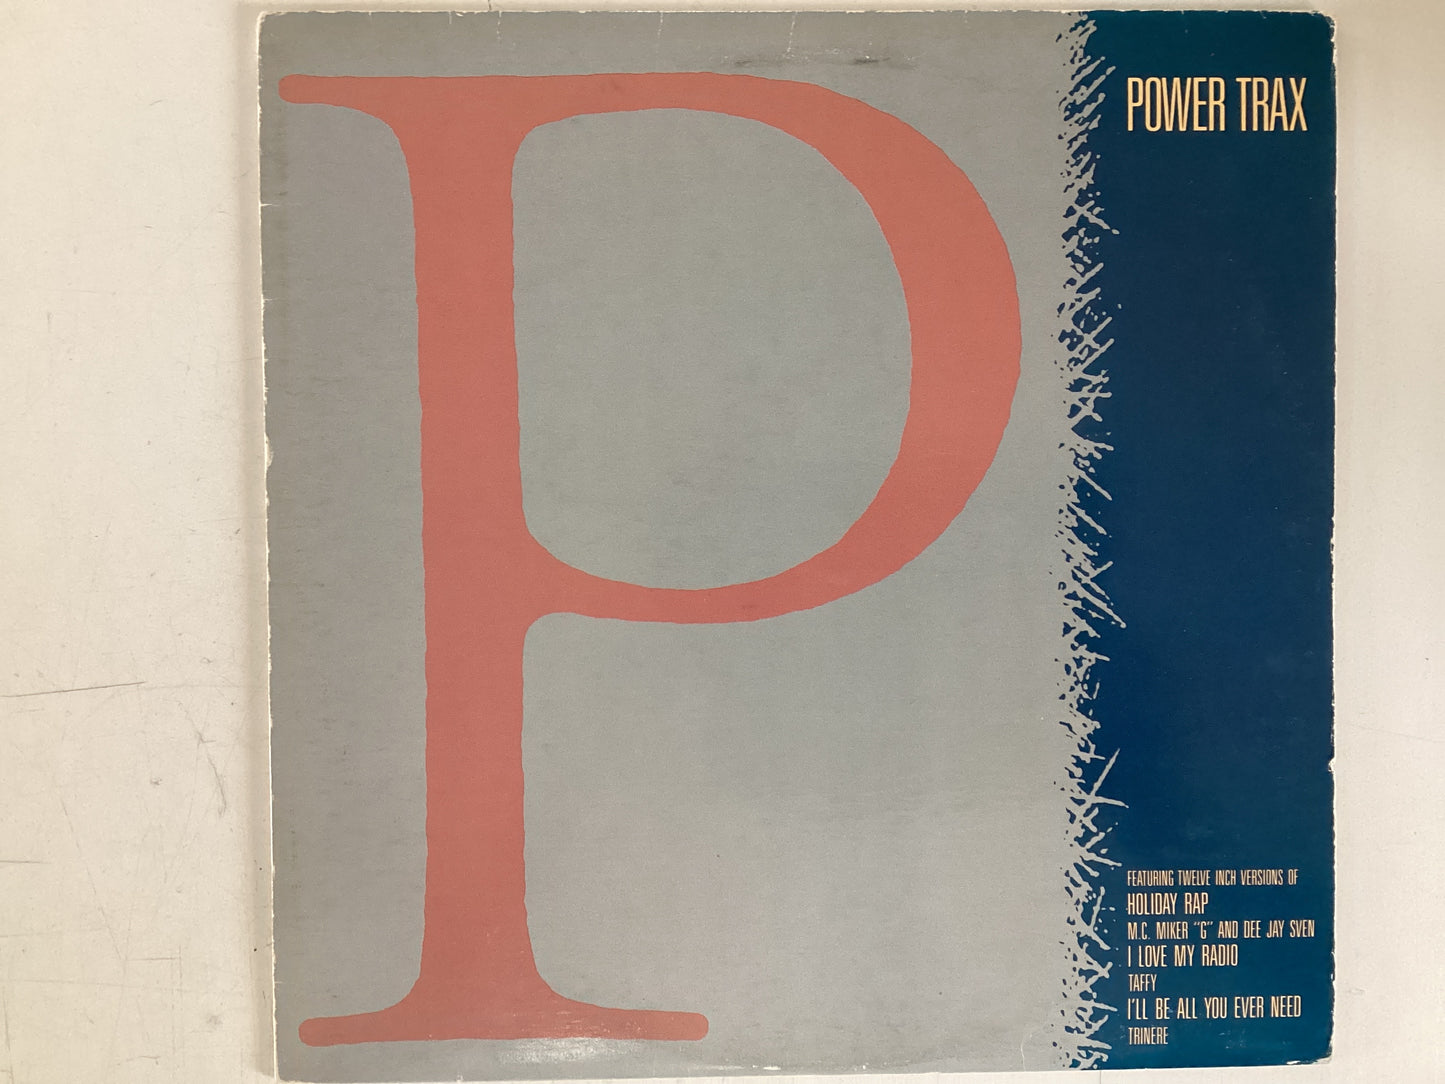 P
POWER TRAX
FEATURING TWELVE INCH VERSIONS OF
HOLIDAY RAP
M.C. MIKER "G" AND DEE JAY SVEN
I LOVE MY RADIO
TAFFY
I'LL BE ALL YOU EVER NEED
TRINERE